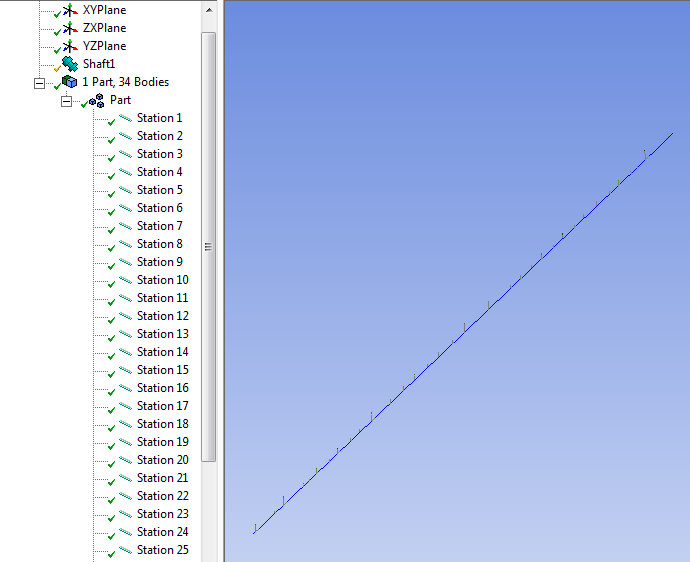 XYPlane
ZXPlane
YZPlane
Shaft1
1 Part, 34 Bodies
Part
Station 1
Station 2
Station 3
Station 4
Station 5
Station 6
Station 7
Station 8
Station 9
Station 10
Station 11
Station 12
Station 13
Station 14
Station 15
Station 16
Station 17
Station 18
Station 19
Station 20
Station 21
Station 22
Station 23
Station 24
Station 25